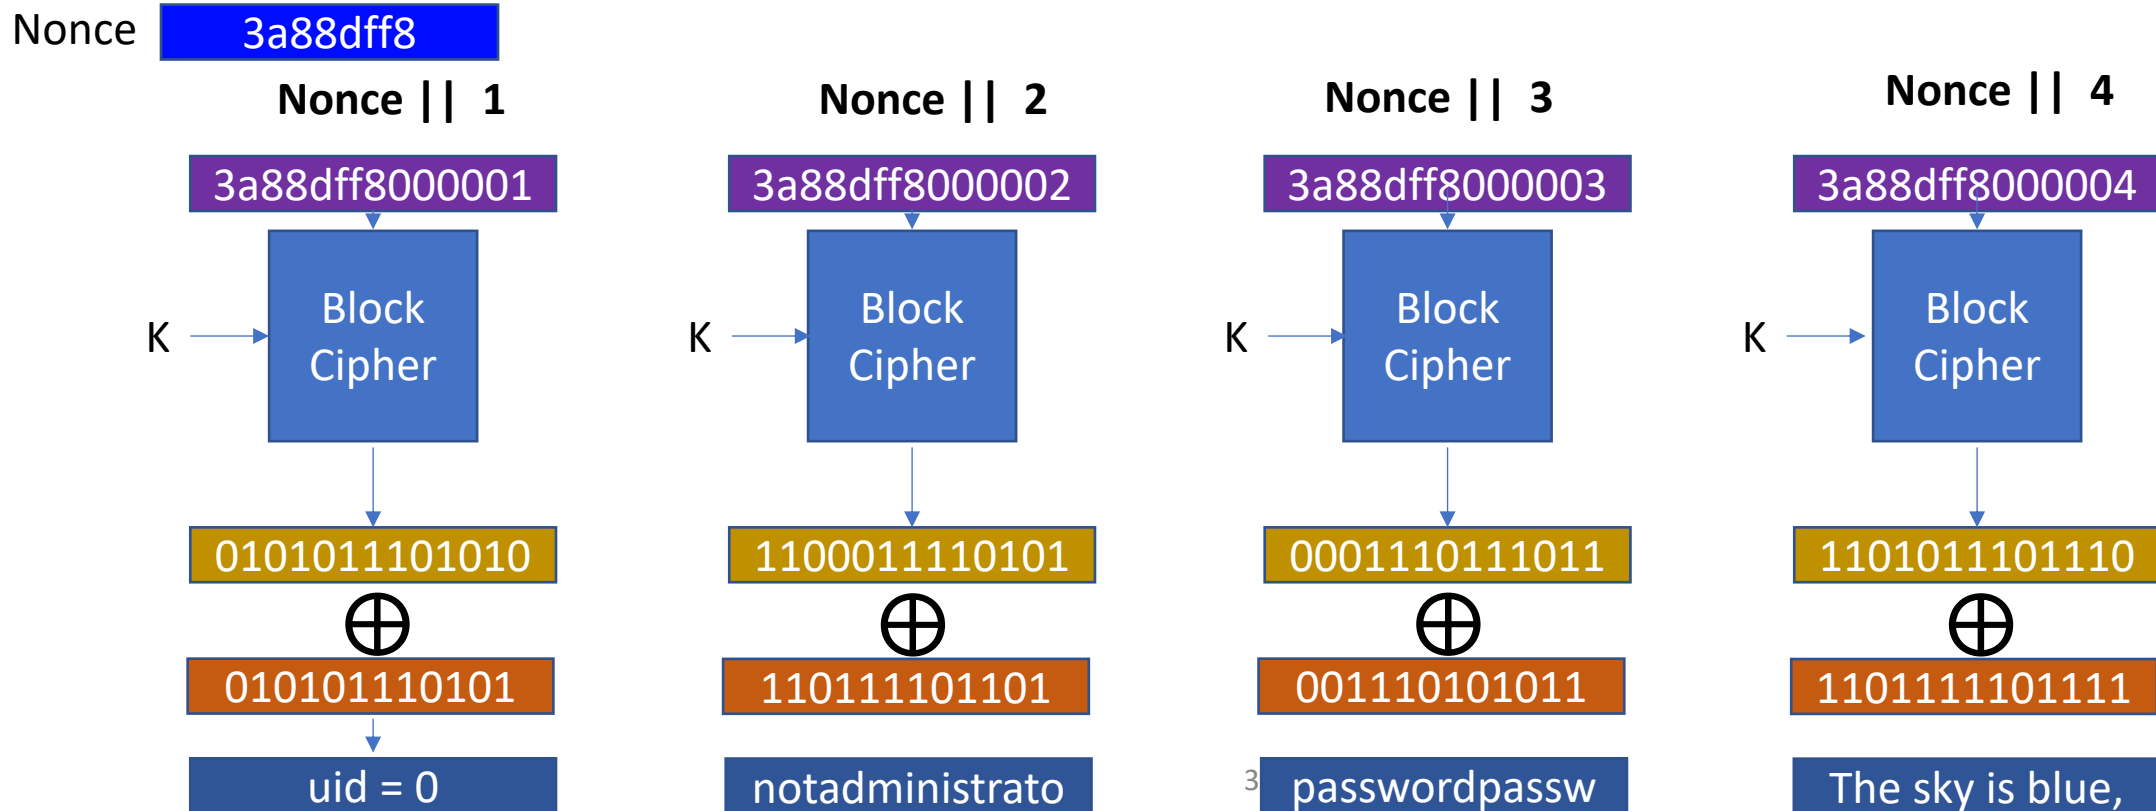 Nonce 3a88dff8
Nonce || 1 Nonce || 2 Nonce || 3 Nonce || 4
3a88dff8000001 3a88dff8000002 3a88dff8000003 3a88dff8000004
Block Block Block Block
K K K K
Cipher Cipher Cipher Cipher
0101011101010 1100011110101 0001110111011 1101011101110
010101110101 110111101101 001110101011 1101111101111
uid = 0 notadministrato 3 passwordpassw The sky is blue,